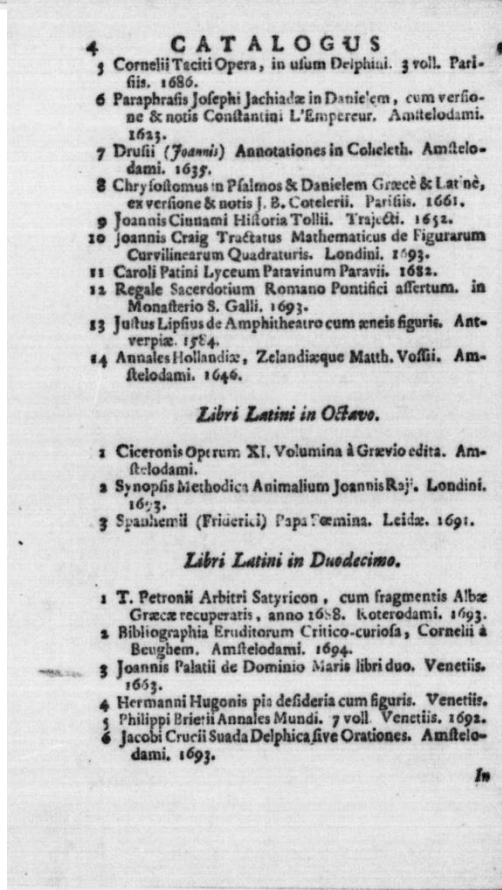 4 CATALOGUS
5 Cornelii Taciti Opera, in uſum Delphini. 3 voll. Pari-
ſiis. 1686.
6 Paraphraſis Joſephi Jachiadæ in Danielem, cum verſio-
ne & notis Conſtantini L'Empereur. Amſtelodami.
1623.
7 Druſii (Joannis) Annotationes in Coheleth. Amſtelo-
dami. 1635.
8 Chryſoſtomus in Pſalmos & Danielem Græcè & Latinè,
ex verſione & notis J. B. Cotelerii. Pariſiis. 1661.
9 Joannis Cinnami Hiſtoria Tollii. Trajecti. 1652.
10 Joannis Craig Tractatus Mathematicus de Figurarum
Curvilinearum Quadraturis. Londini. 1693.
11 Caroli Patini Lyceum Patavinum Patavii. 1682.
12 Regale Sacerdotium Romano Pontifici aſſertum. in
Monaſterio S. Galli. 1693.
13 Juſtus Lipſius de Amphitheatro cum æneis figuris. Ant-
verpiæ. 1584.
14 Annales Hollandiæ, Zelandiæque Matth. Voſſii. Am-
ſtelodami. 1646.
Libri Latini in Octavo.
1 Ciceronis Operum XI. Volumina à Grævio edita. Am-
ſtelodami.
2 Synopſis Methodica Animalium Joannis Raji. Londini.
1693.
3 Spanhemii (Friderici) Papa Fœmina. Leidæ. 1691.
Libri Latini in Duodecimo.
1 T. Petronii Arbitri Satyricon, cum fragmentis Albæ
Græcæ recuperatis, anno 1688. Roterodami. 1693.
2 Bibliographia Eruditorum Critico-curioſa, Cornelii à
Beughem. Amſtelodami. 1694.
3 Joannis Palatii de Dominio Maris libri duo. Venetiis.
1663.
4 Hermanni Hugonis pia deſideria cum figuris. Venetiis.
5 Philippi Brietii Annales Mundi. 7 voll Venetiis. 1692.
6 Jacobi Crucii Suada Delphica ſive Orationes. Amſtelo-
dami. 1693.
In